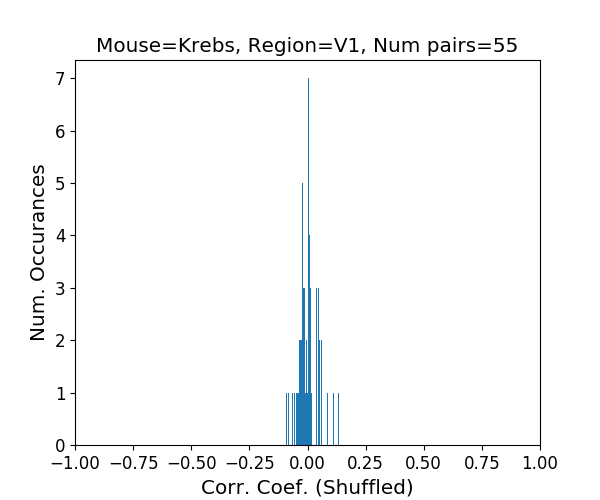 Mouse=Krebs, Region=V1, Num pairs=55
7
6
5
4
3
2
1
0
Num. Occurances
−1.00 −0.75 −0.50 −0.25 0.00 0.25 0.50 0.75 1.00
Corr. Coef. (Shuffled)